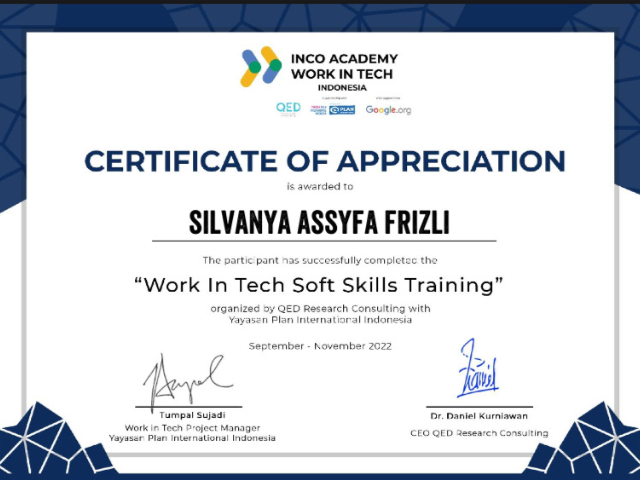 INCO ACADEMY
WORK IN TECH
INDONESIA
QED
PLAN
Google.org
CERTIFICATE OF APPRECIATION
is awarded to
SILVANYA ASSYFA FRIZLI
The participant has successfully completed the
“Work In Tech Soft Skills Training”
organized by QED Research Consulting with
Yayasan Plan International Indonesia
September - November 2022
Tumpal Sujadi
Work in Tech Project Manager
Yayasan Plan International Indonesia
Daniel
Dr. Daniel Kurniawan
CEO QED Research Consulting